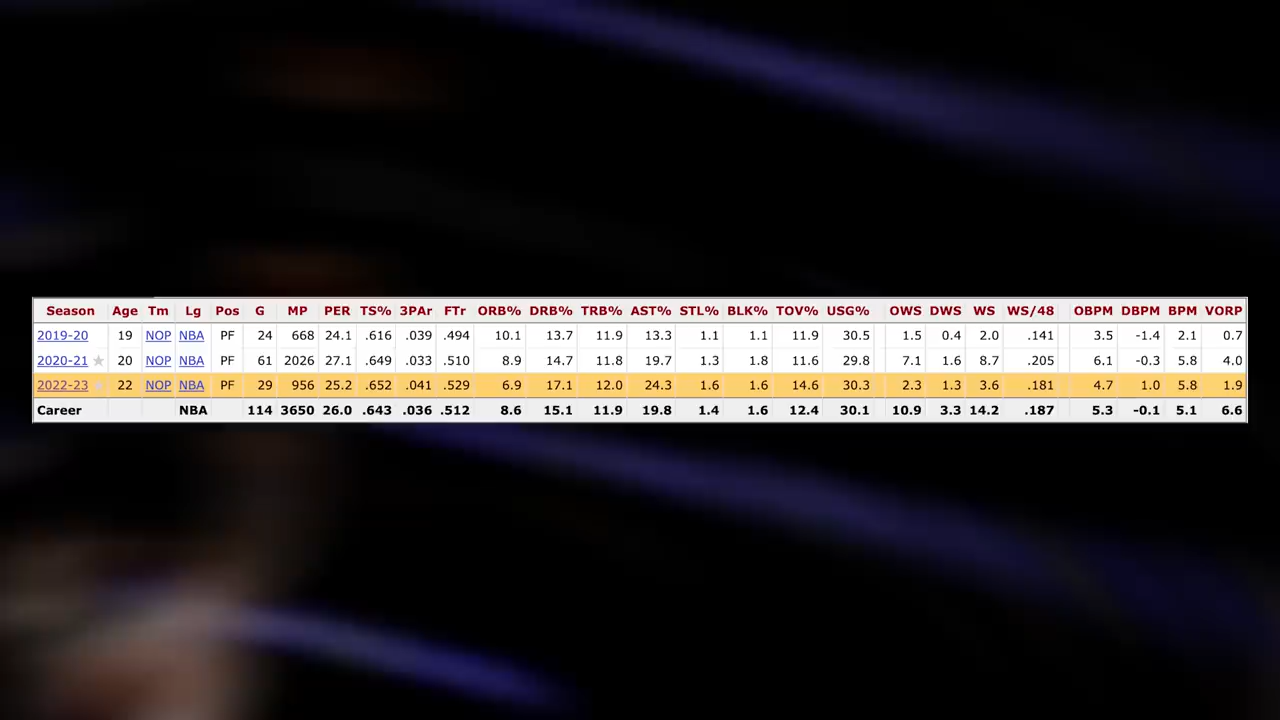 Season Age Tm Lg Pos G MP PER TS% 3PAr FTr ORB% DRB% TRB% AST% STL% BLK% TOV% USG% OWS DWS WS WS/48 OBPM DBPM BPM VORP
2019-20 19 NOP NBA PF 24 668 24.1 .616 .039 .494 10.1 13.7 11.9 13.3 1.1 1.1 11.9 30.5 1.5 0.4 2.0 .141 3.5 -1.4 2.1 0.7
2020-21 ★ 20 NOP NBA PF 61 2026 27.1 .649 .033 .510 8.9 14.7 11.8 19.7 1.3 1.8 11.6 29.8 7.1 1.6 8.7 .205 6.1 -0.3 5.8 4.0
2022-23 ★ 22 NOP NBA PF 29 956 25.2 .652 .041 .529 6.9 17.1 12.0 24.3 1.6 1.6 14.6 30.3 2.3 1.3 3.6 .181 4.7 1.0 5.8 1.9
Career NBA 114 3650 26.0 .643 .036 .512 8.6 15.1 11.9 19.8 1.4 1.6 12.4 30.1 10.9 3.3 14.2 .187 5.3 -0.1 5.1 6.6